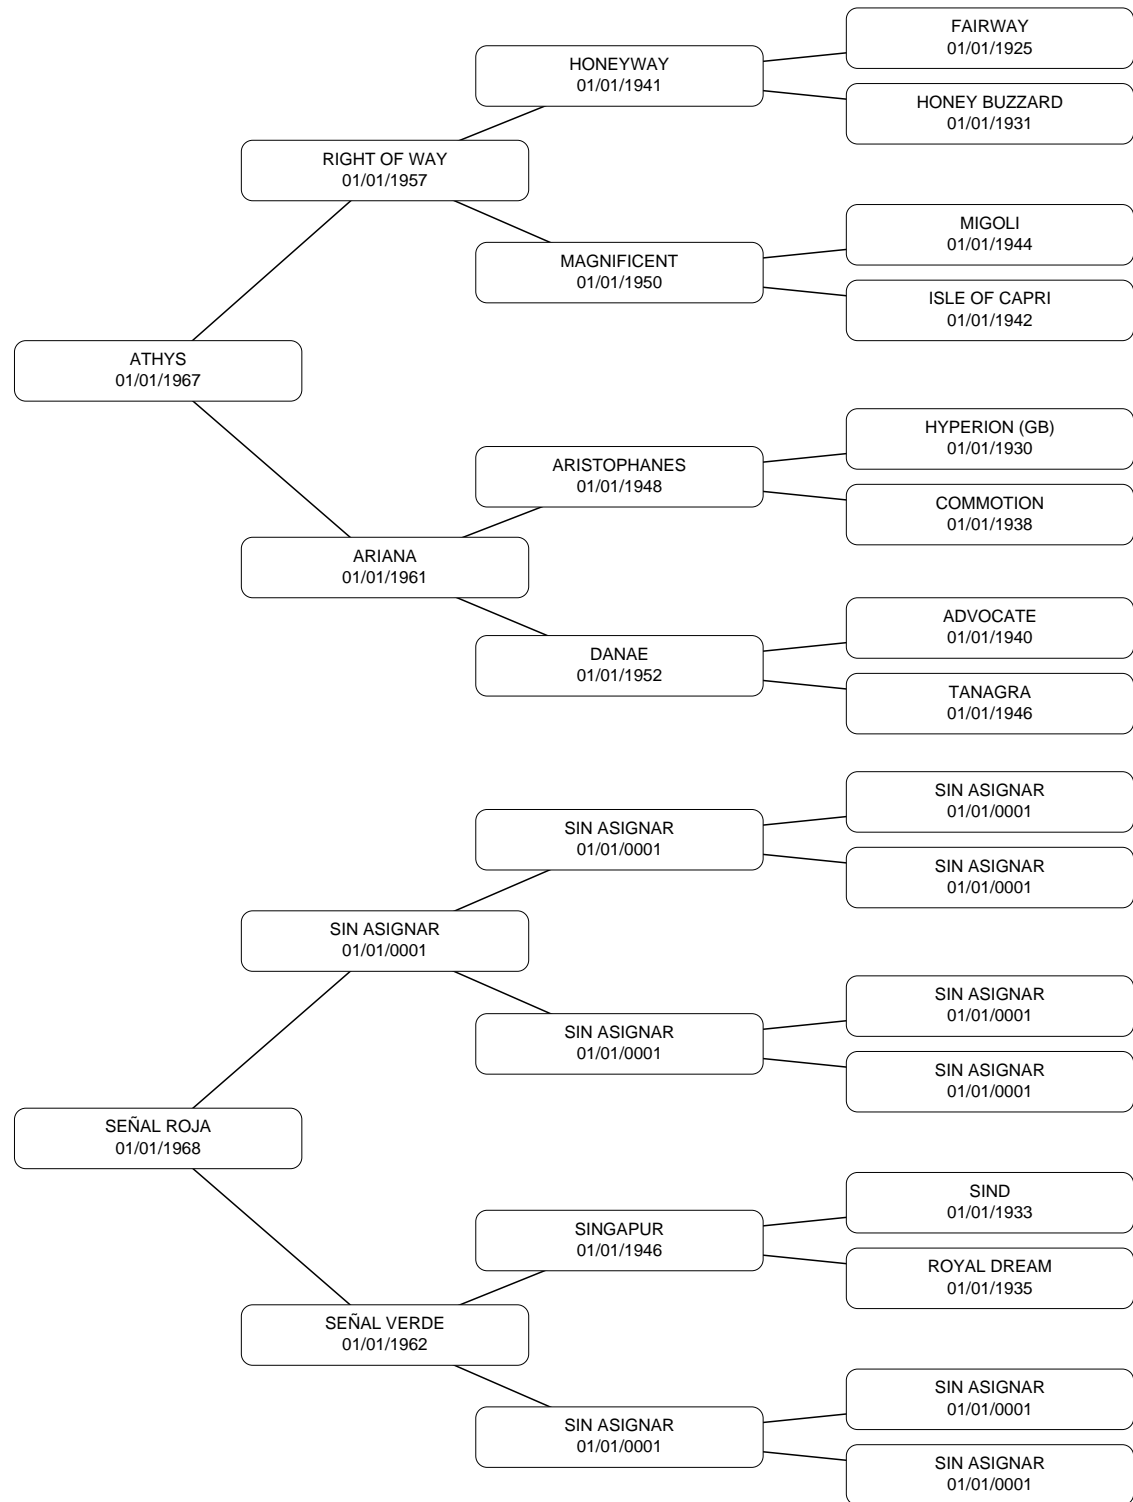 FAIRWAY
01/01/1925
HONEYWAY
01/01/1941
HONEY BUZZARD
01/01/1931
RIGHT OF WAY
01/01/1957
MIGOLI
01/01/1944
MAGNIFICENT
01/01/1950
ISLE OF CAPRI
01/01/1942
ATHYS
01/01/1967
HYPERION (GB)
01/01/1930
ARISTOPHANES
01/01/1948
COMMOTION
01/01/1938
ARIANA
01/01/1961
ADVOCATE
01/01/1940
DANAE
01/01/1952
TANAGRA
01/01/1946
SIN ASIGNAR
01/01/0001
SIN ASIGNAR
01/01/0001
SIN ASIGNAR
01/01/0001
SIN ASIGNAR
01/01/0001
SIN ASIGNAR
01/01/0001
SIN ASIGNAR
01/01/0001
SIN ASIGNAR
01/01/0001
SEÑAL ROJA
01/01/1968
SIND
01/01/1933
SINGAPUR
01/01/1946
ROYAL DREAM
01/01/1935
SEÑAL VERDE
01/01/1962
SIN ASIGNAR
01/01/0001
SIN ASIGNAR
01/01/0001
SIN ASIGNAR
01/01/0001